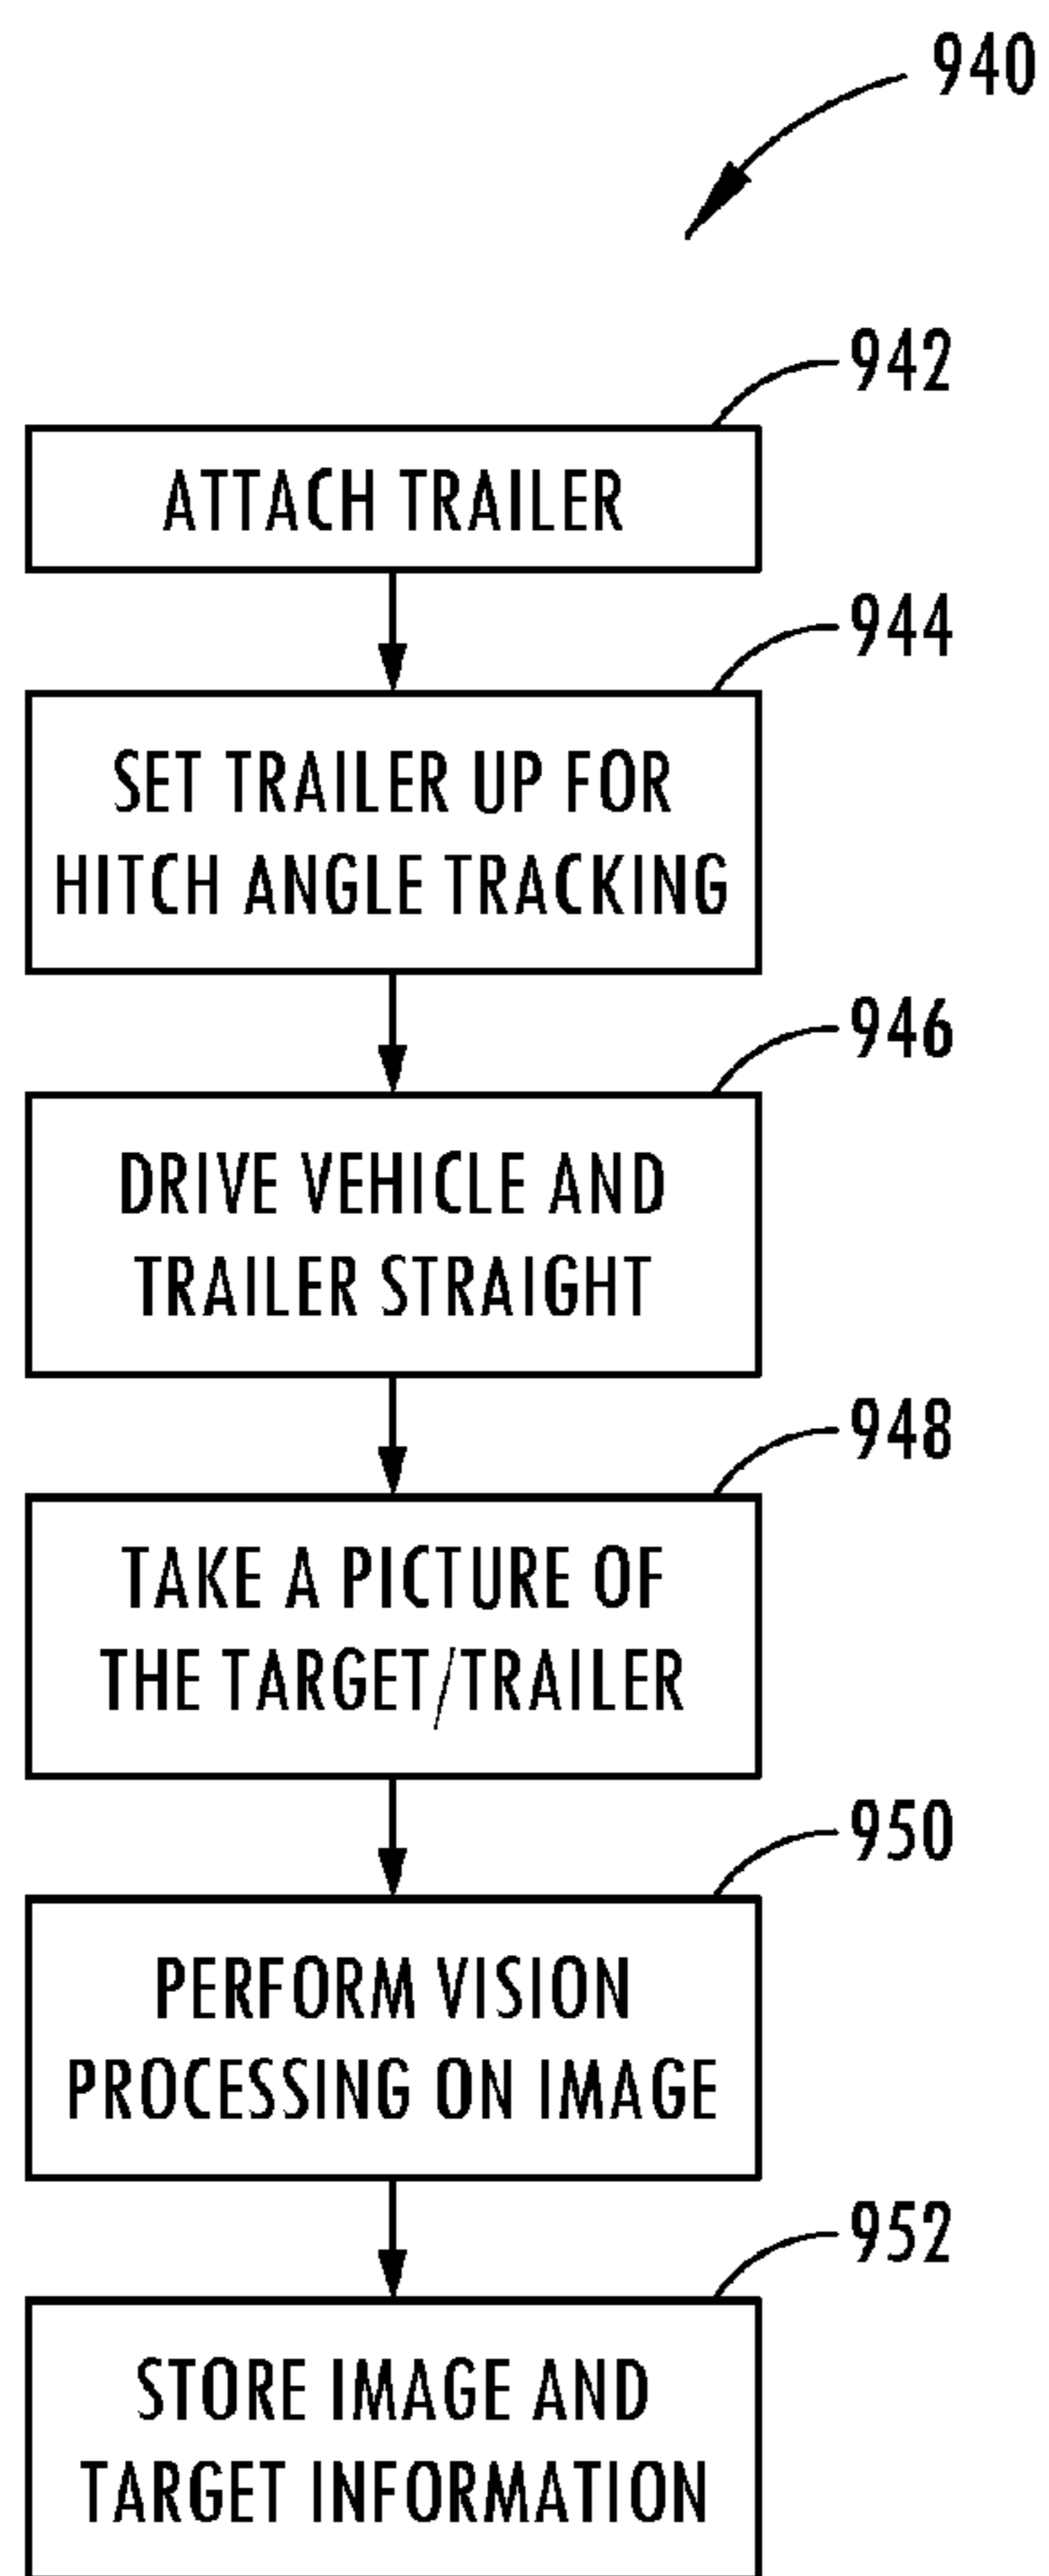 940
942
ATTACH TRAILER
944
SET TRAILER UP FOR
HITCH ANGLE TRACKING
946
DRIVE VEHICLE AND
TRAILER STRAIGHT
948
TAKE A PICTURE OF
THE TARGET/TRAILER
950
PERFORM VISION
PROCESSING ON IMAGE
952
STORE IMAGE AND
TARGET INFORMATION